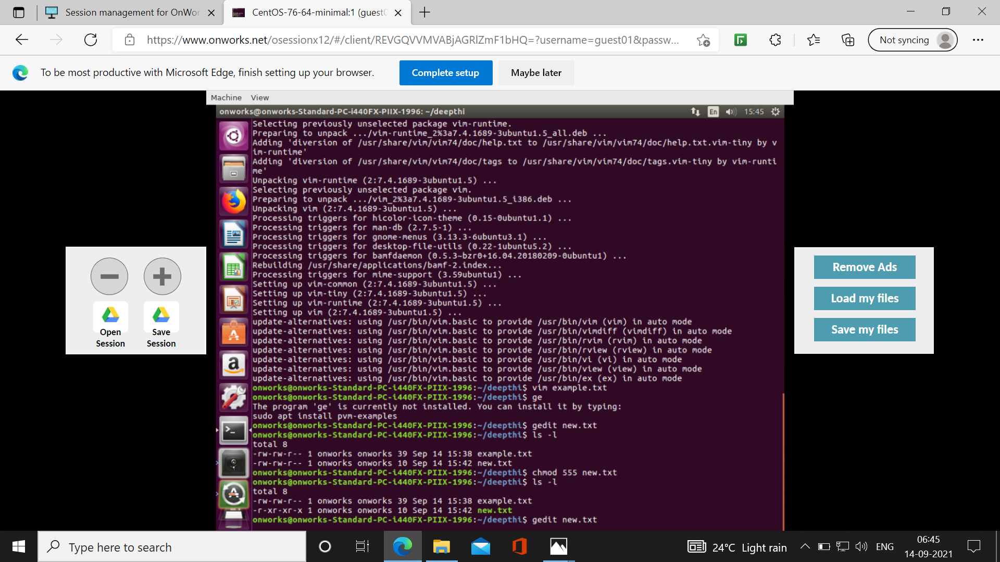 Session management for OnWor
CentOS-76-64-minimal:1 (guest0
https://www.onworks.net/osessionx12/#/client/REVGQVVMVABjAGRlZmF1bHQ=?username=guest01&passw...
Not syncing
To be most productive with Microsoft Edge, finish setting up your browser.
Complete setup
Maybe later
Machine View
onworks@onworks-Standard-PC-i440FX-PIIX-1996: ~/deepthi
En
15:45
Selecting previously unselected package vim-runtime.
Preparing to unpack .../vim-runtime_2%3a7.4.1689-3ubuntu1.5_all.deb ...
Adding 'diversion of /usr/share/vim/vim74/doc/help.txt to /usr/share/vim/vim74/doc/help.txt.vim-tiny by v
im-runtime'
Adding 'diversion of /usr/share/vim/vim74/doc/tags to /usr/share/vim/vim74/doc/tags.vim-tiny by vim-runti
me'
Unpacking vim-runtime (2:7.4.1689-3ubuntu1.5) ...
Selecting previously unselected package vim.
Preparing to unpack .../vim_2%3a7.4.1689-3ubuntu1.5_i386.deb ...
Unpacking vim (2:7.4.1689-3ubuntu1.5) ...
Processing triggers for hicolor-icon-theme (0.15-0ubuntu1.1) ...
Processing triggers for man-db (2.7.5-1) ...
Processing triggers for gnome-menus (3.13.3-6ubuntu3.1) ...
Processing triggers for desktop-file-utils (0.22-1ubuntu5.2) ...
Processing triggers for bamfdaemon (0.5.3~bzr0+16.04.20180209-0ubuntu1) ...
Rebuilding /usr/share/applications/bamf-2.index...
Processing triggers for mime-support (3.59ubuntu1) ...
Setting up vim-common (2:7.4.1689-3ubuntu1.5) ...
Setting up vim-tiny (2:7.4.1689-3ubuntu1.5) ...
Setting up vim-runtime (2:7.4.1689-3ubuntu1.5) ...
Setting up vim (2:7.4.1689-3ubuntu1.5) ...
update-alternatives: using /usr/bin/vim.basic to provide /usr/bin/vim (vim) in auto mode
update-alternatives: using /usr/bin/vim.basic to provide /usr/bin/vimdiff (vimdiff) in auto mode
update-alternatives: using /usr/bin/vim.basic to provide /usr/bin/rvim (rvim) in auto mode
update-alternatives: using /usr/bin/vim.basic to provide /usr/bin/rview (rview) in auto mode
update-alternatives: using /usr/bin/vim.basic to provide /usr/bin/vi (vi) in auto mode
update-alternatives: using /usr/bin/vim.basic to provide /usr/bin/view (view) in auto mode
update-alternatives: using /usr/bin/vim.basic to provide /usr/bin/ex (ex) in auto mode
onworks@onworks-Standard-PC-i440FX-PIIX-1996:~/deepthi$ vim example.txt
onworks@onworks-Standard-PC-i440FX-PIIX-1996:~/deepthi$ ge
The program 'ge' is currently not installed. You can install it by typing:
sudo apt install pvm-examples
onworks@onworks-Standard-PC-i440FX-PIIX-1996:~/deepthi$ gedit new.txt
onworks@onworks-Standard-PC-i440FX-PIIX-1996:~/deepthi$ ls -l
total 8
-rw-rw-r-- 1 onworks onworks 39 Sep 14 15:38 example.txt
-rw-rw-r-- 1 onworks onworks 10 Sep 14 15:42 new.txt
onworks@onworks-Standard-PC-i440FX-PIIX-1996:~/deepthi$ chmod 555 new.txt
onworks@onworks-Standard-PC-i440FX-PIIX-1996:~/deepthi$ ls -l
total 8
-rw-rw-r-- 1 onworks onworks 39 Sep 14 15:38 example.txt
-r-xr-xr-x 1 onworks onworks 10 Sep 14 15:42 new.txt
onworks@onworks-Standard-PC-i440FX-PIIX-1996:~/deepthi$ gedit new.txt
Open
Session
Save
Session
Remove Ads
Load my files
Save my files
Type here to search
24°C Light rain
ENG
06:45
14-09-2021